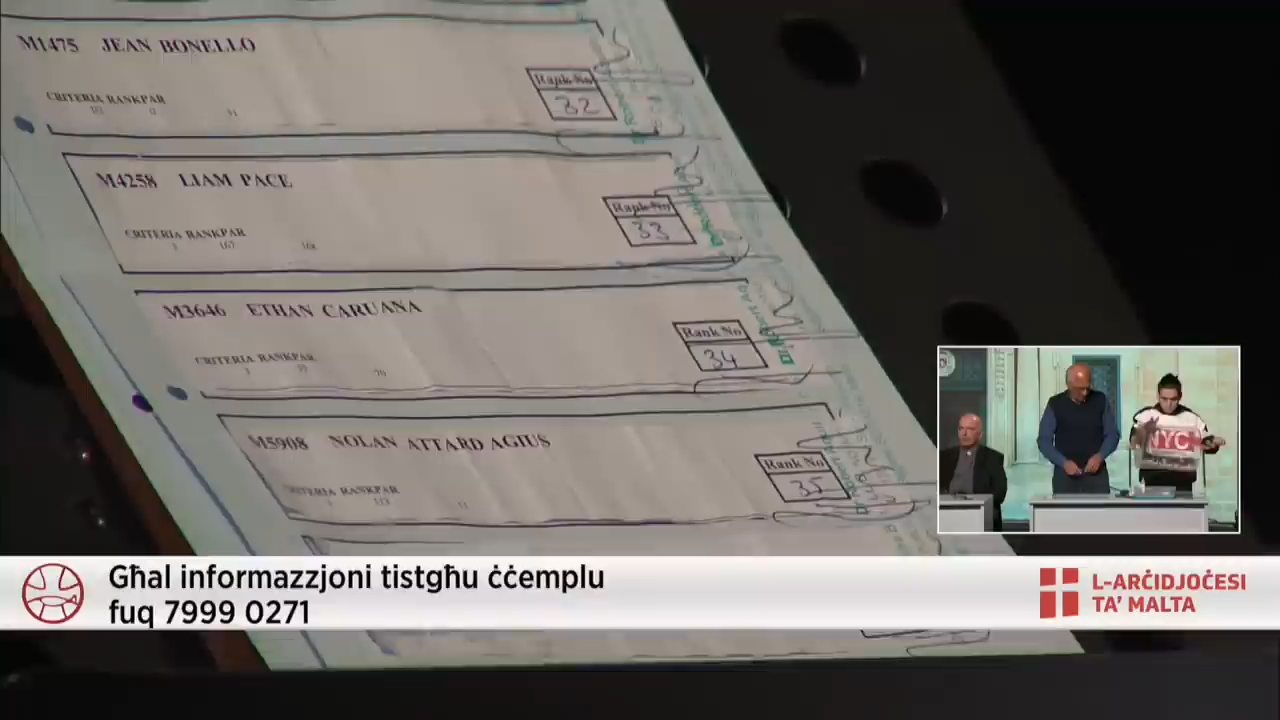 M1475 JEAN BONELLO
Rank No
CRITERIA RANKPAR
32
M4258 LIAM PACE
Rank No
CRITERIA RANKPAR
33
M3646 ETHAN CARUANA
Rank No
CRITERIA RANKPAR
34
M5908 NOLAN ATTARD AGIUS
Rank No
CRITERIA RANKPAR
35
NYC
Għal informazzjoni tistgħu ċċemplu
fuq 7999 0271
L-ARĊIDJOĊESI
TA' MALTA